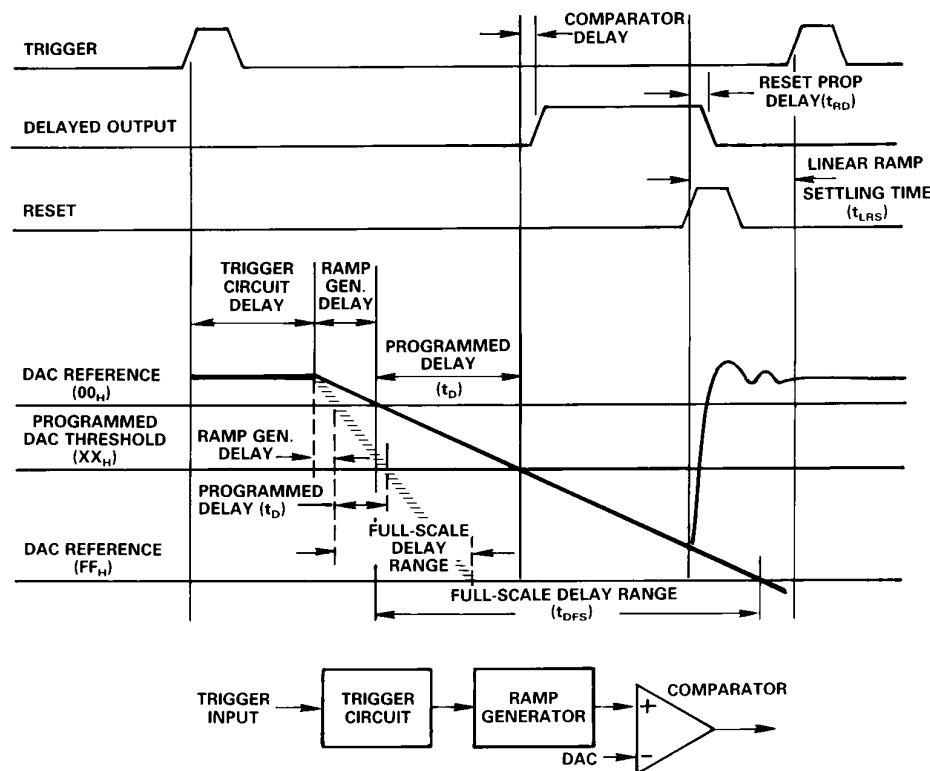 COMPARATOR
DELAY
TRIGGER
RESET PROP
DELAY(tRD)
DELAYED OUTPUT
LINEAR RAMP
SETTLING TIME
(tLRS)
RESET
TRIGGER
CIRCUIT
DELAY
RAMP
GEN.
DELAY
DAC REFERENCE
(00H)
PROGRAMMED
DELAY
(tD)
PROGRAMMED
DAC THRESHOLD
(XXH)
RAMP GEN.
DELAY
PROGRAMMED
DELAY (tD)
FULL-SCALE
DELAY
RANGE
DAC REFERENCE
(FFH)
FULL-SCALE DELAY RANGE
(tDFS)
TRIGGER
INPUT
TRIGGER
CIRCUIT
RAMP
GENERATOR
COMPARATOR
+
−
DAC